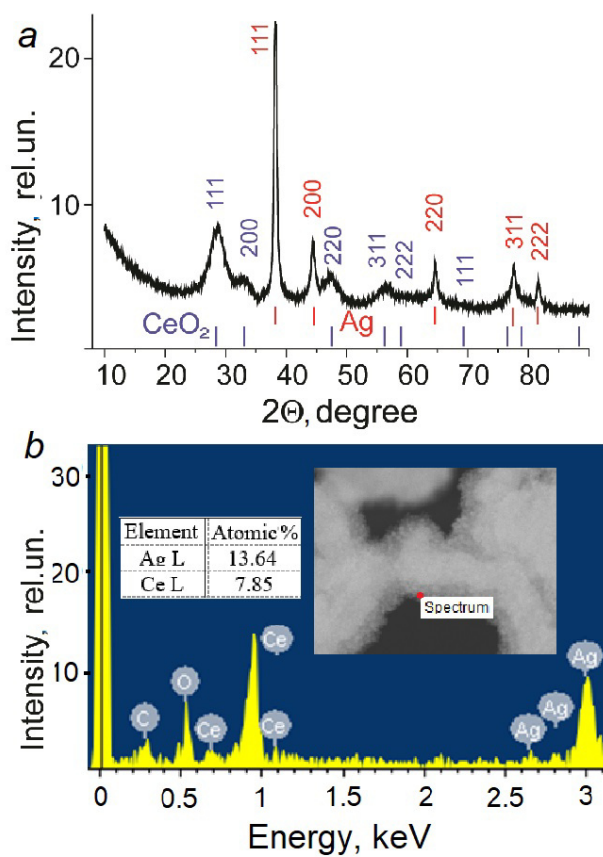 a
Intensity, rel.un.
20
10
111
200
111
200
220
311
222
220
111
311
222
CeO₂
Ag
10 20 30 40 50 60 70 80
2Θ, degree
b
Intensity, rel.un.
30
20
10
Element Atomic%
Ag L 13.64
Ce L 7.85
Spectrum
C
O
Ce
Ce
Ce
Ag
Ag
Ag
0 0.5 1 1.5 2 2.5 3
Energy, keV